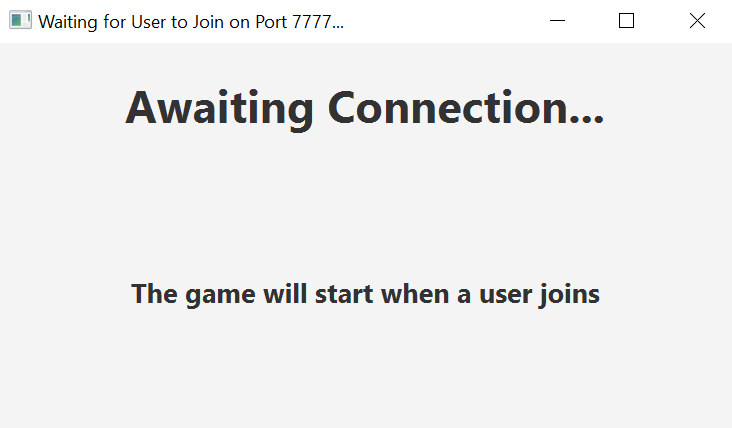 Waiting for User to Join on Port 7777...
Awaiting Connection...
The game will start when a user joins